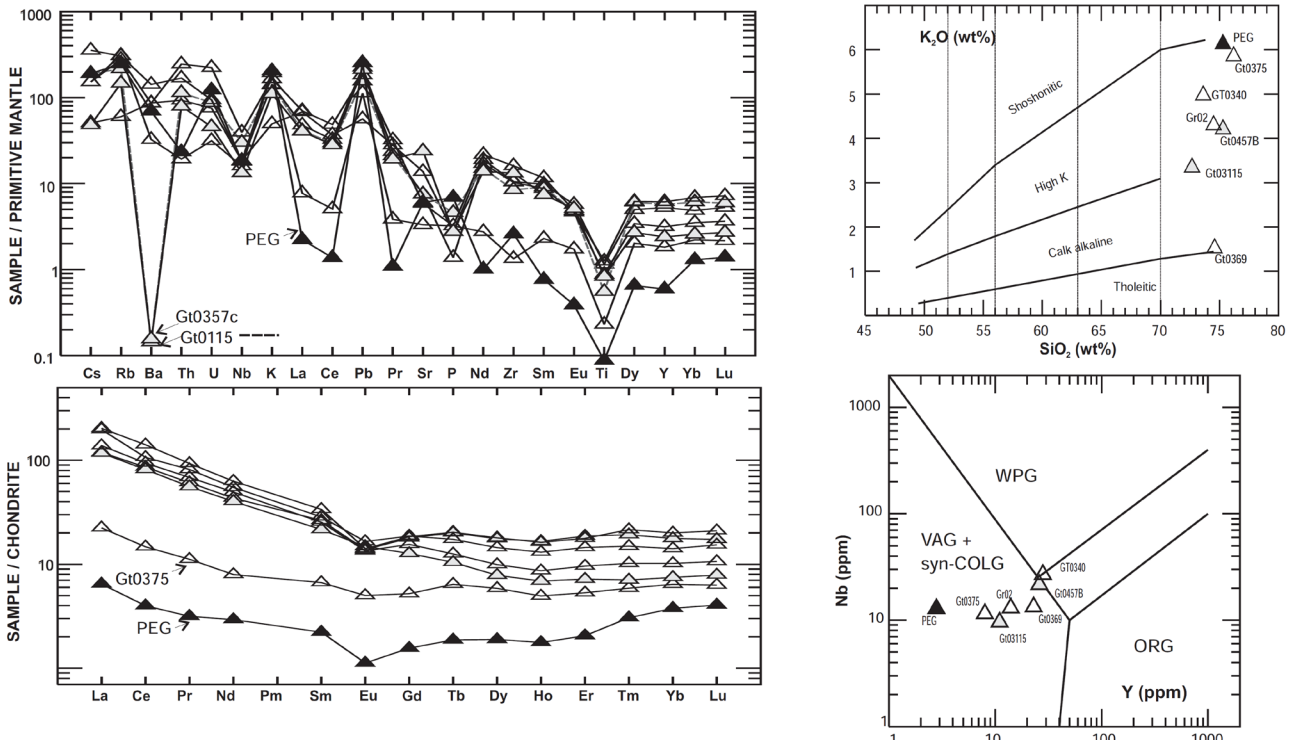 SAMPLE / PRIMITIVE MANTLE
1000
100
10
1
0.1
PEG
Gt0357c
Gt0115
Cs Rb Ba Th U Nb K La Ce Pb Pr Sr P Nd Zr Sm Eu Ti Dy Y Yb Lu
SAMPLE / CHONDRITE
100
10
Gt0375
PEG
La Ce Pr Nd Pm Sm Eu Gd Tb Dy Ho Er Tm Yb Lu
K2O (wt%)
6
5
4
3
2
1
Shoshonitic
High K
Calk alkaline
Tholeitic
PEG
Gt0375
GT0340
Gr02
Gt0457B
Gt03115
Gt0369
45 50 55 60 65 70 75 80
SiO2 (wt%)
Nb (ppm)
1000
100
10
1
WPG
VAG +
syn-COLG
ORG
GT0340
Gt0457B
Gr02
Gt0375
Gt0369
PEG
Gt03115
Y (ppm)
1 10 100 1000